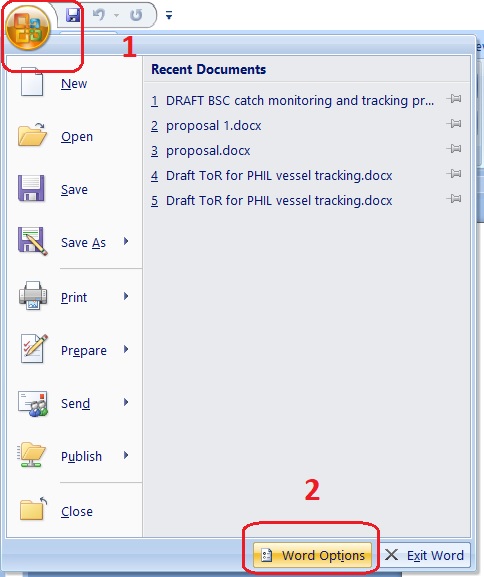 1
New
Open
Save
Save As
Print
Prepare
Send
Publish
Close
Recent Documents
1 DRAFT BSC catch monitoring and tracking pr...
2 proposal 1.docx
3 proposal.docx
4 Draft ToR for PHIL vessel tracking.docx
5 Draft ToR for PHIL vessel tracking.docx
2
Word Options
Exit Word